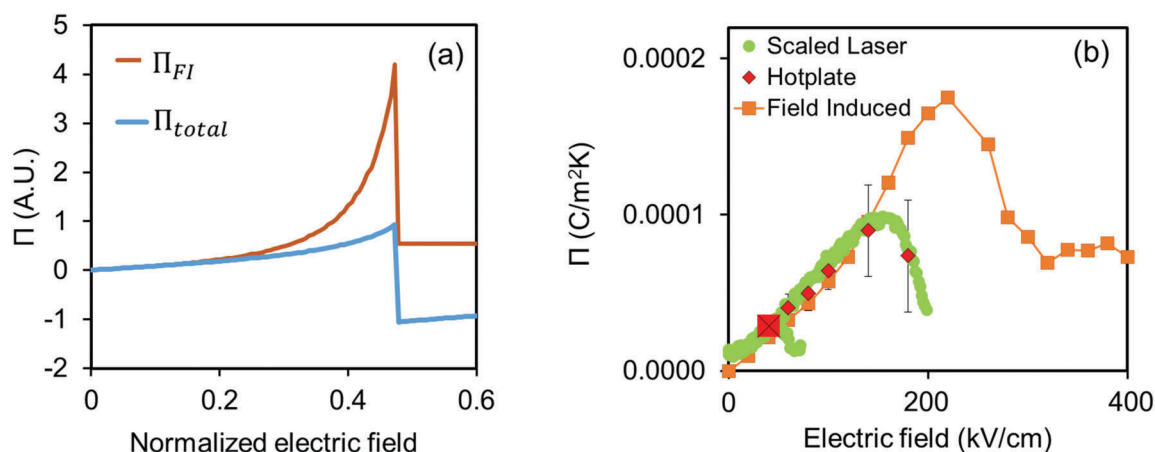 5
4
3
2
1
0
-1
-2
Π (A.U.)
Π_FI
Π_total
(a)
0 0.2 0.4 0.6
Normalized electric field
0.0002
0.0001
0.0000
Π (C/m²K)
Scaled Laser
Hotplate
Field Induced
(b)
0 200 400
Electric field (kV/cm)